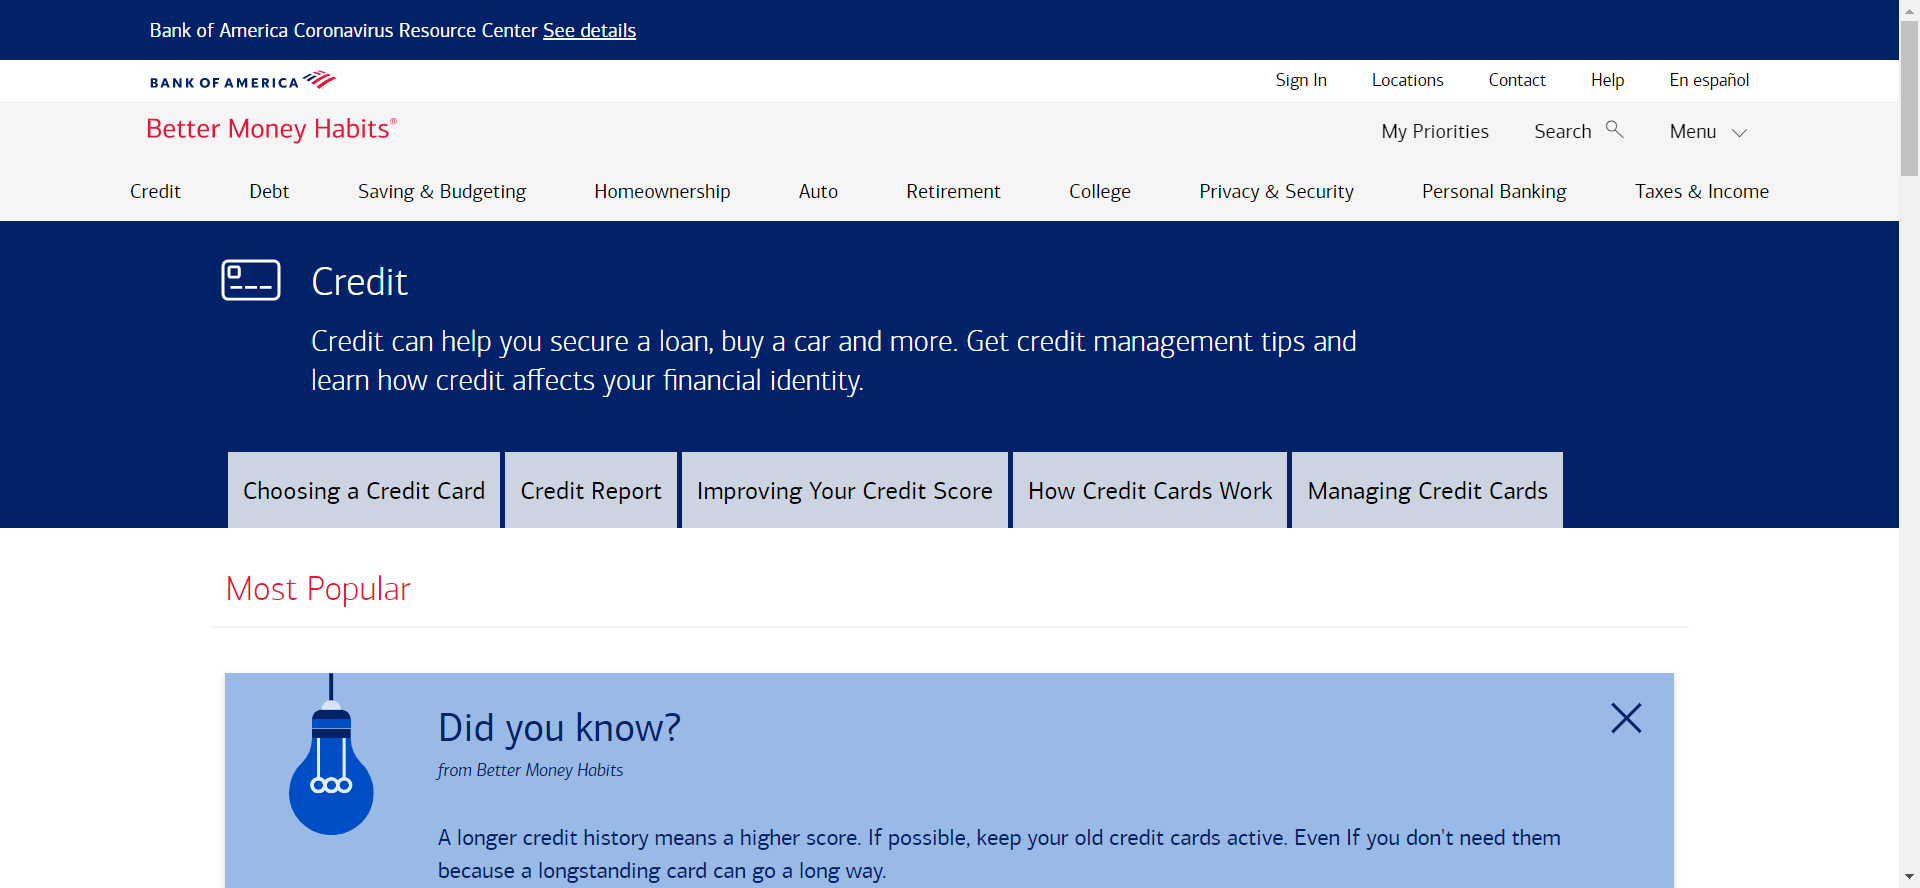 Bank of America Coronavirus Resource Center See details
BANK OF AMERICA
Sign In
Locations
Contact
Help
En español
Better Money Habits®
My Priorities
Search
Menu
Credit
Debt
Saving & Budgeting
Homeownership
Auto
Retirement
College
Privacy & Security
Personal Banking
Taxes & Income
Credit
Credit can help you secure a loan, buy a car and more. Get credit management tips and
learn how credit affects your financial identity.
Choosing a Credit Card
Credit Report
Improving Your Credit Score
How Credit Cards Work
Managing Credit Cards
Most Popular
Did you know?
from Better Money Habits
A longer credit history means a higher score. If possible, keep your old credit cards active. Even If you don't need them
because a longstanding card can go a long way.